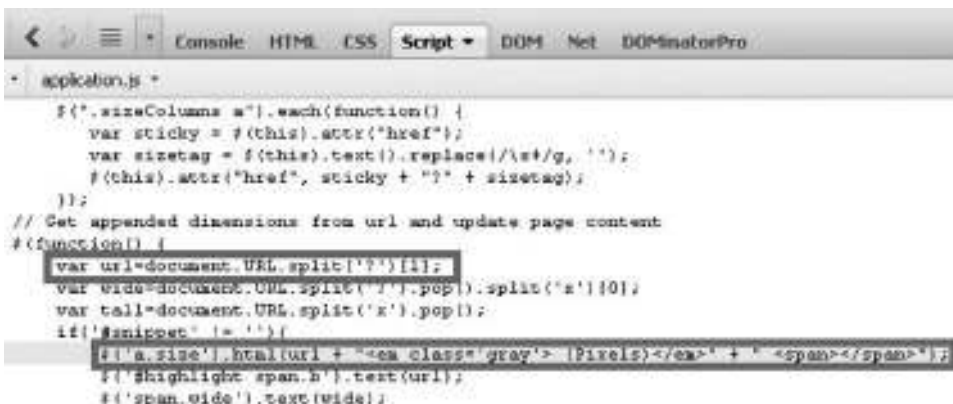 Console HTML CSS Script DOM Net DOMinatorPro
application.js
$(".sizeColumns a").each(function() {
var sticky = $(this).attr("href");
var sizetag = $(this).text().replace(/\s+/g, '');
$(this).attr("href", sticky + "?" + sizetag);
});
// Get appended dimensions from url and update page content
$(function() {
var url=document.URL.split('?')[1];
var wide=document.URL.split('?').pop().split('x')[0];
var tall=document.URL.split('x').pop();
if('#snippet' != ''){
$('a.size').html(url + "<em class='gray'> (Pixels)</em>" + " <span></span>");
$('#highlight span.b').text(url);
$('span.wide').text(wide);